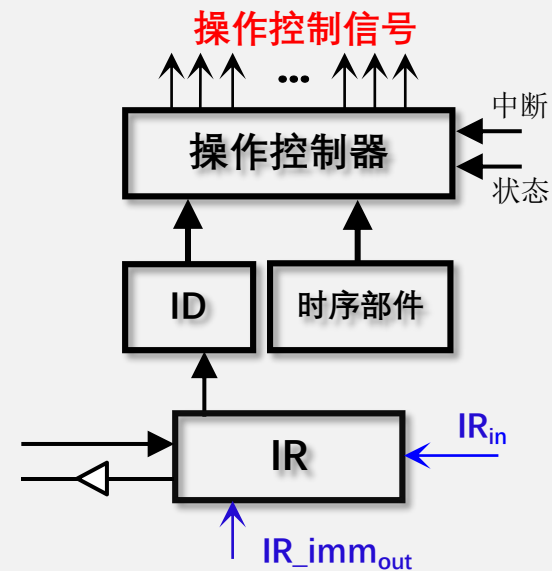 操作控制信号
...
中断
操作控制器
状态
ID
时序部件
IR
IRin
IR_immout